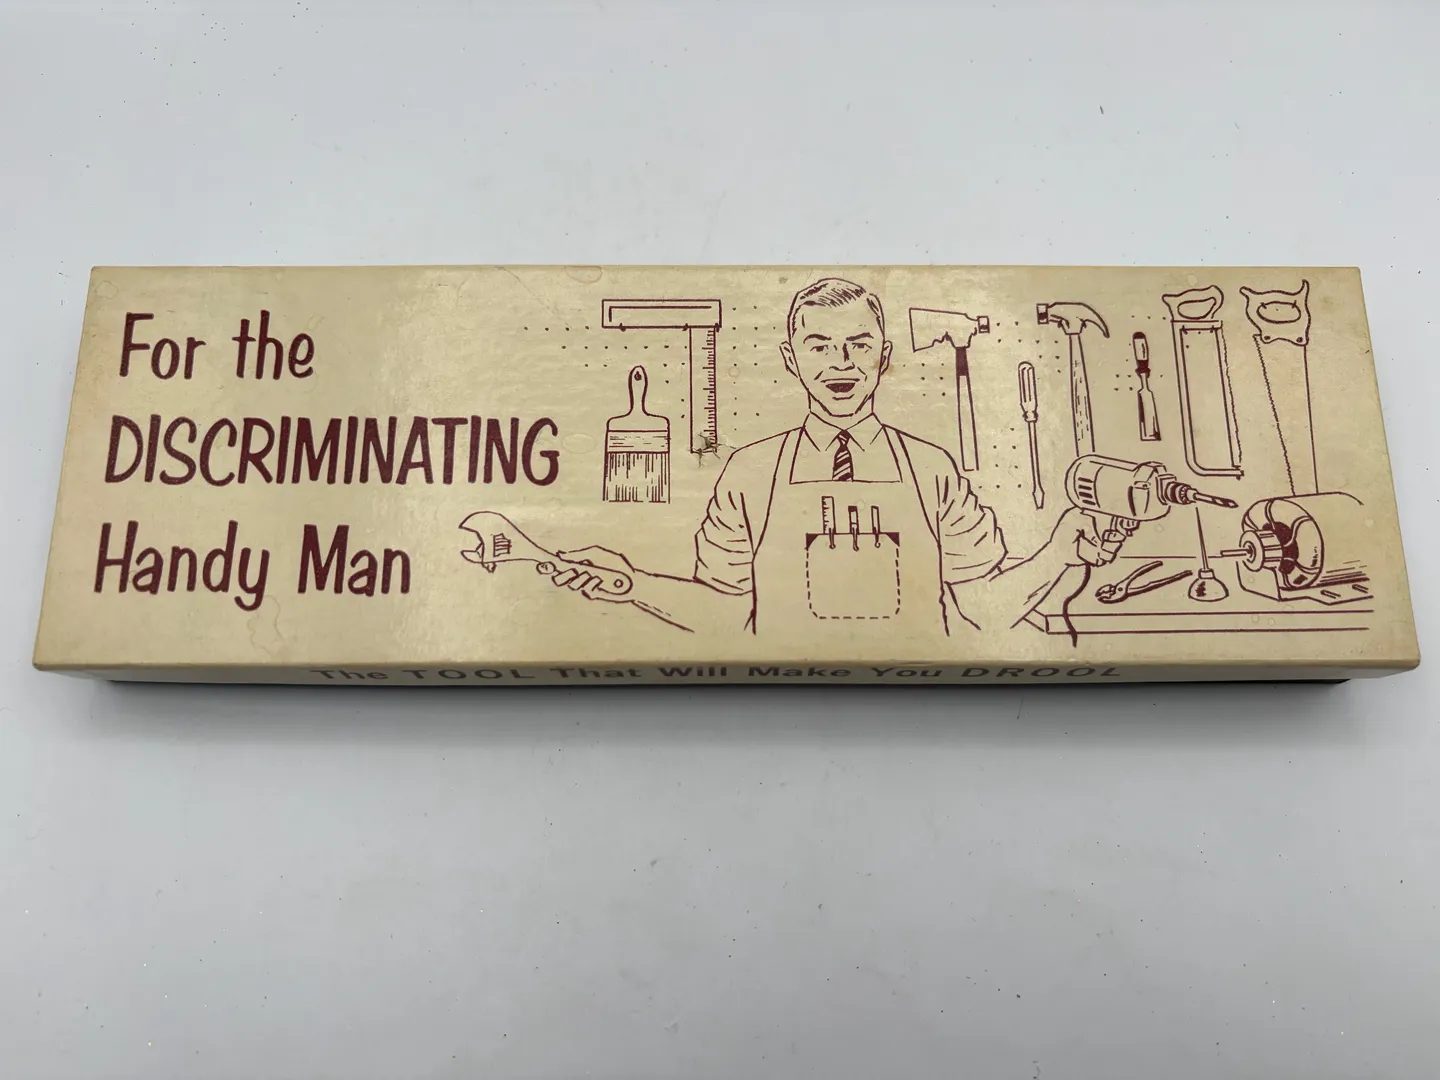 For the
DISCRIMINATING
Handy Man
The TOOL That Will Make You DROOL